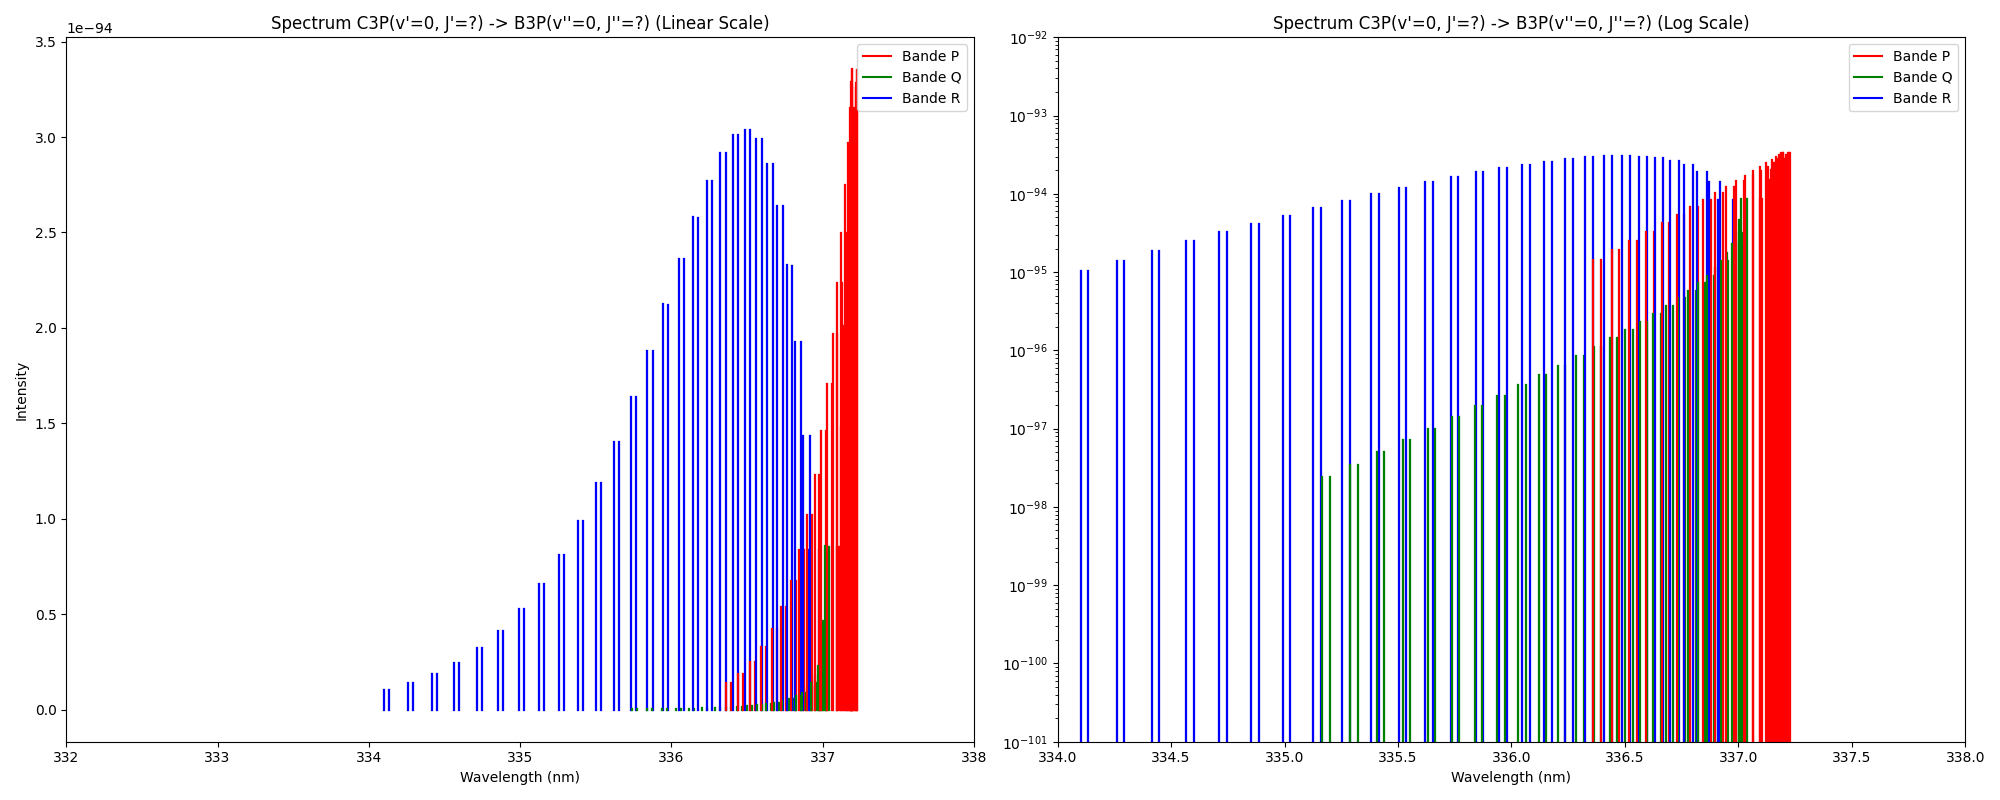 Spectrum C3P(v'=0, J'=?) -> B3P(v''=0, J''=?) (Linear Scale)
1e−94
3.5
3.0
2.5
2.0
1.5
1.0
0.5
0.0
Intensity
Bande P
Bande Q
Bande R
332
333
334
335
336
337
338
Wavelength (nm)
Spectrum C3P(v'=0, J'=?) -> B3P(v''=0, J''=?) (Log Scale)
10⁻⁹²
10⁻⁹³
10⁻⁹⁴
10⁻⁹⁵
10⁻⁹⁶
10⁻⁹⁷
10⁻⁹⁸
10⁻⁹⁹
10⁻¹⁰⁰
10⁻¹⁰¹
Bande P
Bande Q
Bande R
334.0
334.5
335.0
335.5
336.0
336.5
337.0
337.5
338.0
Wavelength (nm)